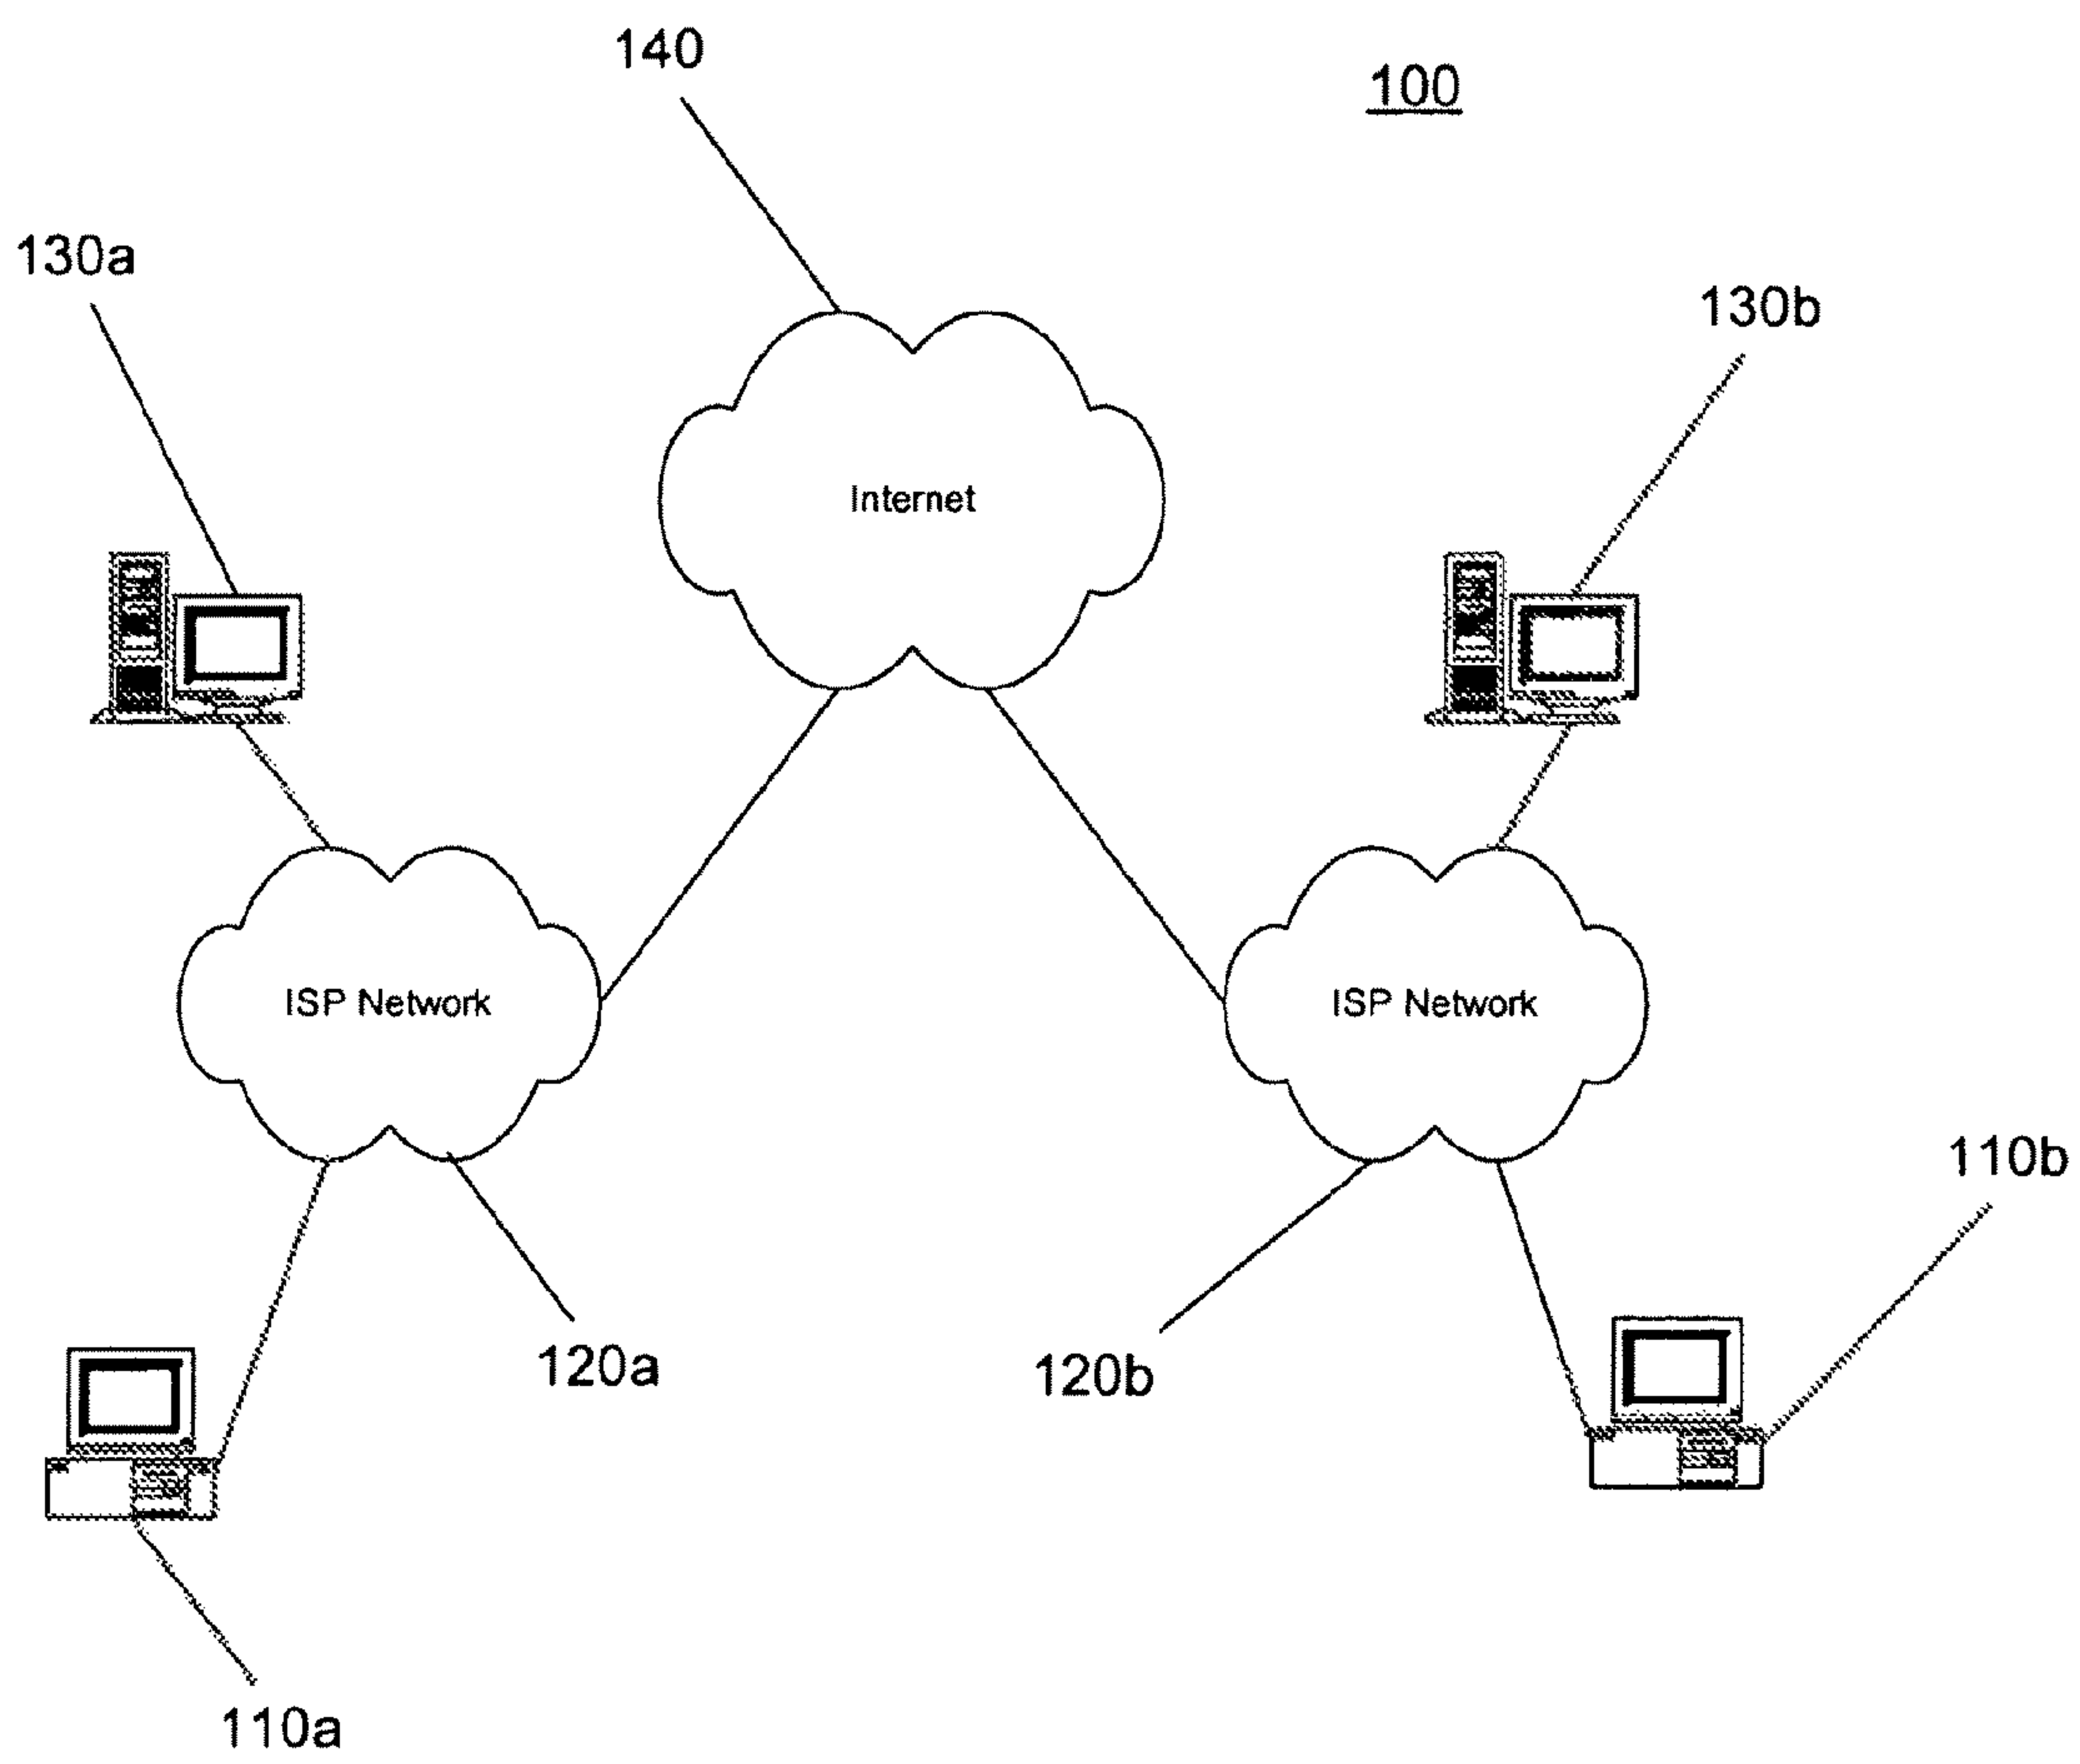 140
100
130a
130b
Internet
ISP Network
ISP Network
110b
120a
120b
110a